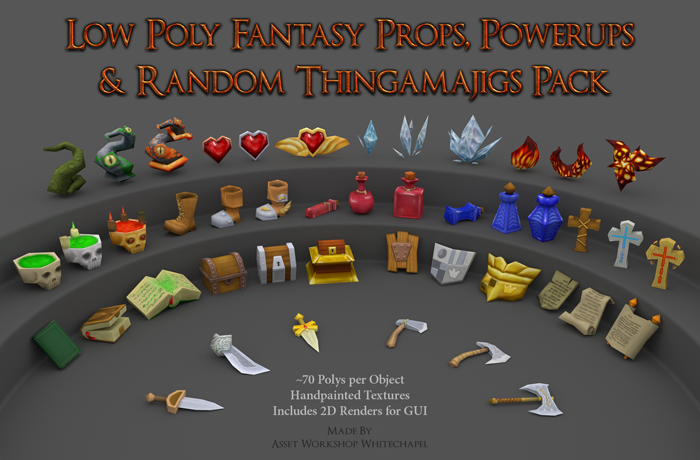 Low Poly Fantasy Props, Powerups
& Random Thingamajigs Pack
~70 Polys per Object
Handpainted Textures
Includes 2D Renders for GUI
Made By
Asset Workshop Whitechapel